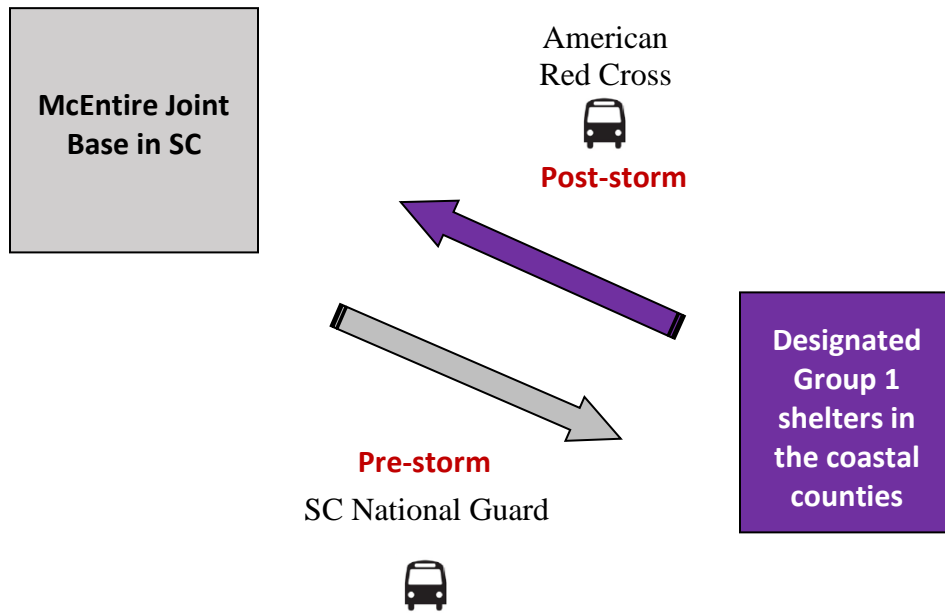 McEntire Joint
Base in SC
American
Red Cross
Post-storm
Designated
Group 1
shelters in
the coastal
counties
Pre-storm
SC National Guard